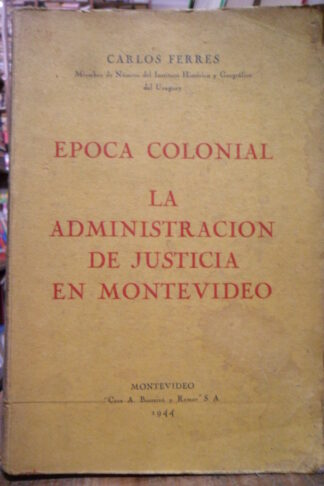 CARLOS FERRES
Miembro de Número del Instituto Histórico y Geográfico
del Uruguay
EPOCA COLONIAL
LA
ADMINISTRACION
DE JUSTICIA
EN MONTEVIDEO
MONTEVIDEO
"Casa A. Barreiro y Ramos" S A
1944